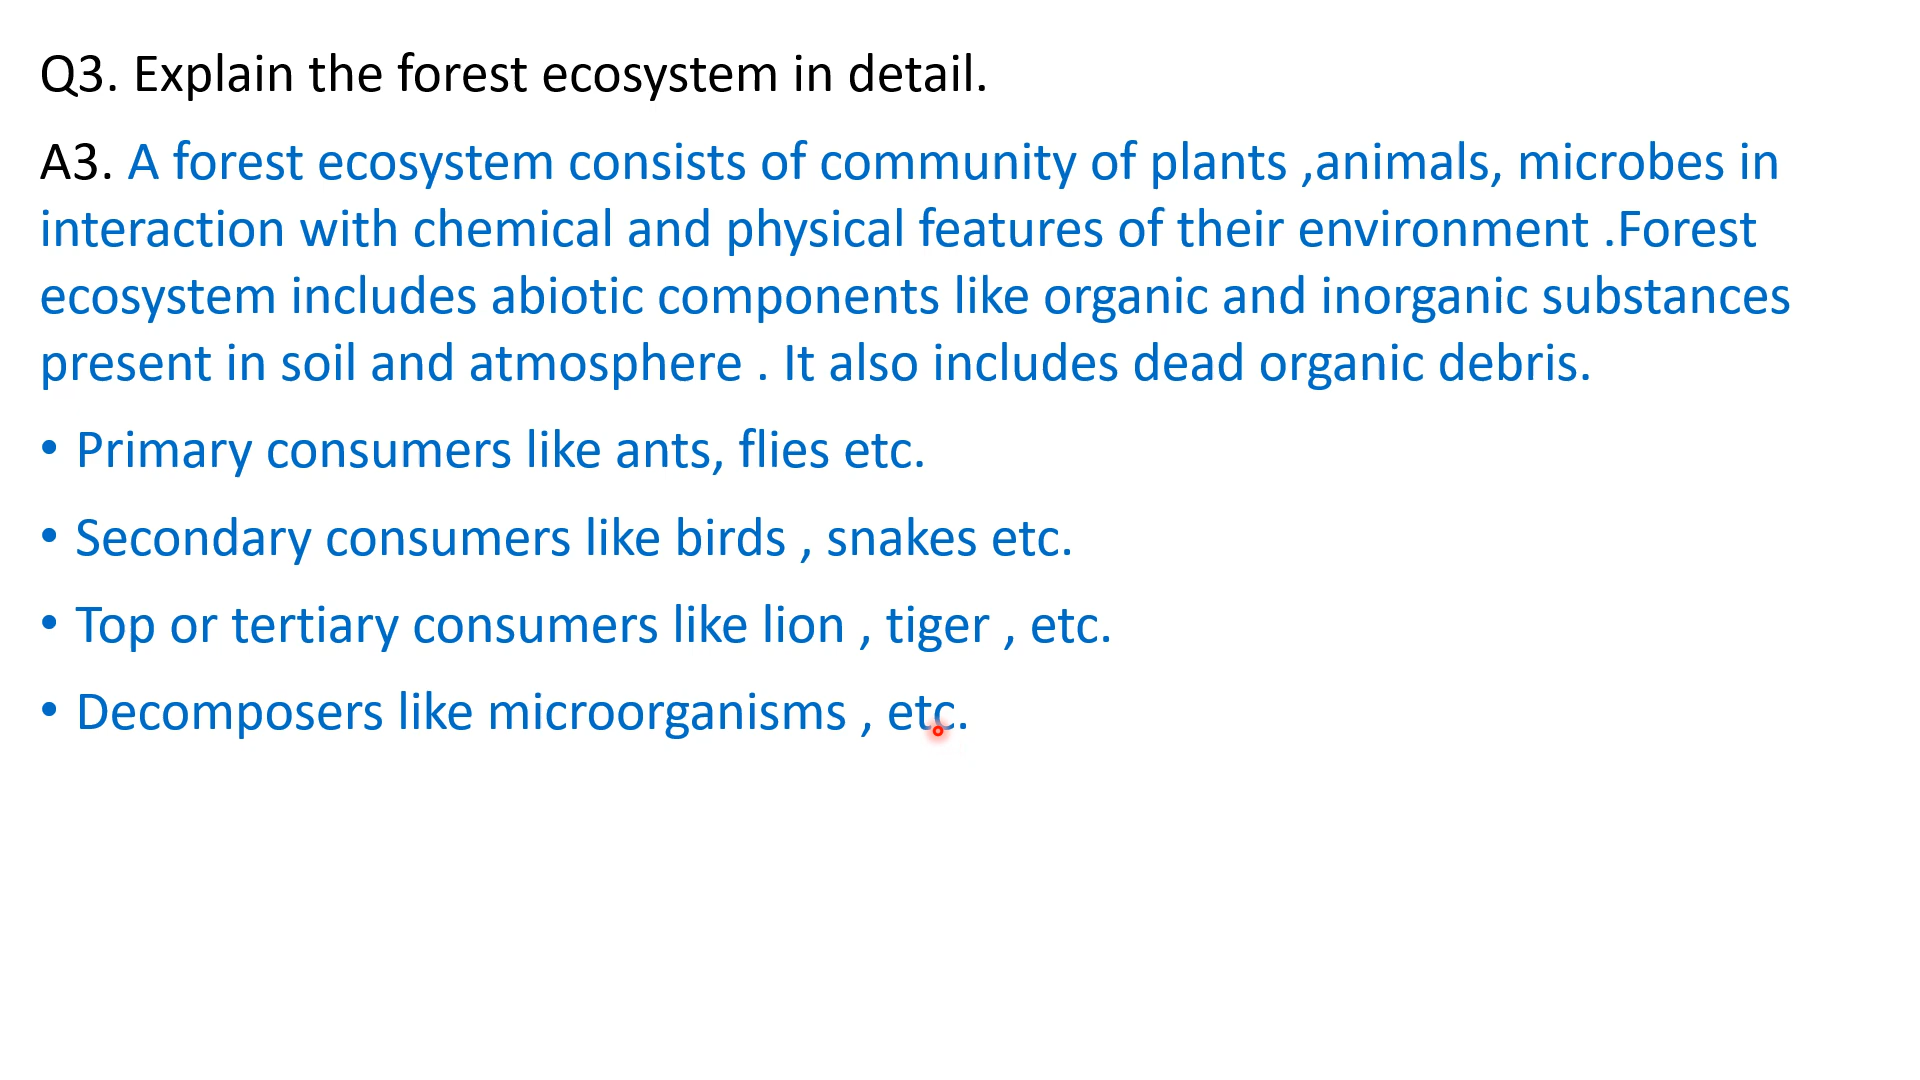 Q3. Explain the forest ecosystem in detail.
A3. A forest ecosystem consists of community of plants ,animals, microbes in
interaction with chemical and physical features of their environment .Forest
ecosystem includes abiotic components like organic and inorganic substances
present in soil and atmosphere . It also includes dead organic debris.
• Primary consumers like ants, flies etc.
• Secondary consumers like birds , snakes etc.
• Top or tertiary consumers like lion , tiger , etc.
• Decomposers like microorganisms , etc.